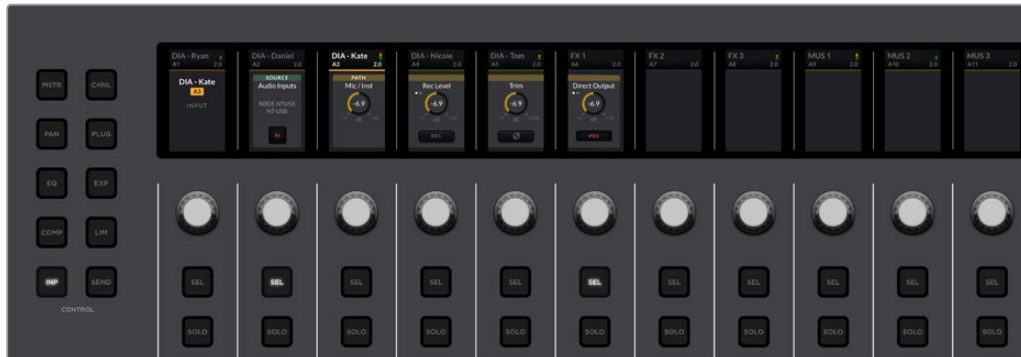 DIA - Ryan
A1 2.0
DIA - Daniel
A2 2.0
DIA - Kate
A3 2.0
DIA - Nicole
A4 2.0
DIA - Tom
A5 2.0
FX 1
A6 2.0
FX 2
A7 2.0
FX 3
A8 2.0
MUS 1
A9 2.0
MUS 2
A10 2.0
MUS 3
A11 2.0
DIA - Kate
A3
INPUT
SOURCE
Audio Inputs
RØDE NTUSB
NT-USB
In
PATH
Mic / Inst
-6.9
dB
Rec Level
-6.9
dB
REC
Trim
-6.9
dB
Ø
Direct Output
-6.9
dB
PRE
MSTR CHNL
PAN PLUG
EQ EXP
COMP LIM
INP SEND
CONTROL
SEL SEL SEL SEL SEL SEL SEL SEL SEL SEL SEL
SOLO SOLO SOLO SOLO SOLO SOLO SOLO SOLO SOLO SOLO SOLO